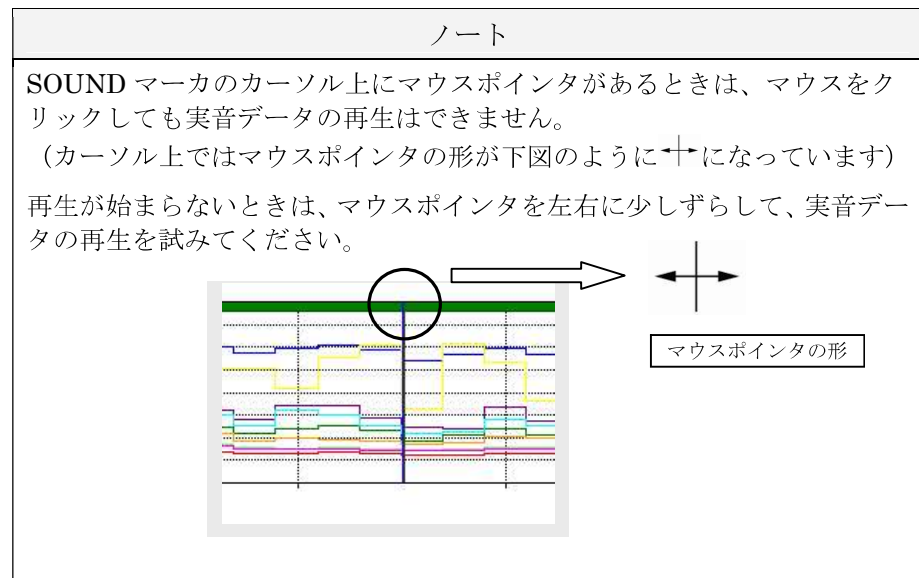 ノート
SOUND マーカのカーソル上にマウスポインタがあるときは、マウスをク
リックしても実音データの再生はできません。
（カーソル上ではマウスポインタの形が下図のように になっています）
再生が始まらないときは、マウスポインタを左右に少しずらして、実音デー
タの再生を試みてください。
マウスポインタの形